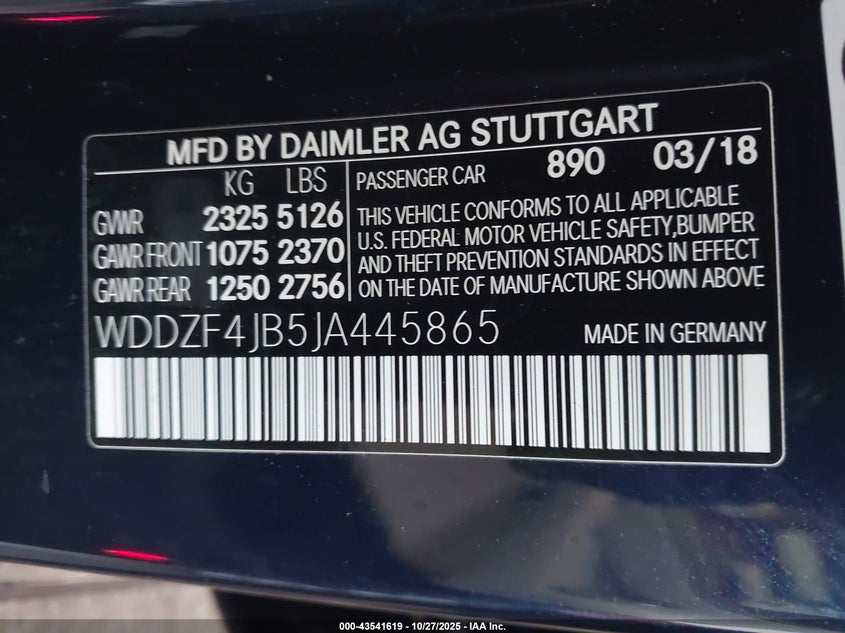 MFD BY DAIMLER AG STUTTGART
KG LBS
GVWR 2325 5126
GAWR FRONT 1075 2370
GAWR REAR 1250 2756
PASSENGER CAR 890 03/18
THIS VEHICLE CONFORMS TO ALL APPLICABLE
U.S. FEDERAL MOTOR VEHICLE SAFETY,BUMPER
AND THEFT PREVENTION STANDARDS IN EFFECT
ON THE DATE OF MANUFACTURE SHOWN ABOVE
WDDZF4JB5JA445865 MADE IN GERMANY
000-43541619 | 10/27/2025 - IAA Inc.